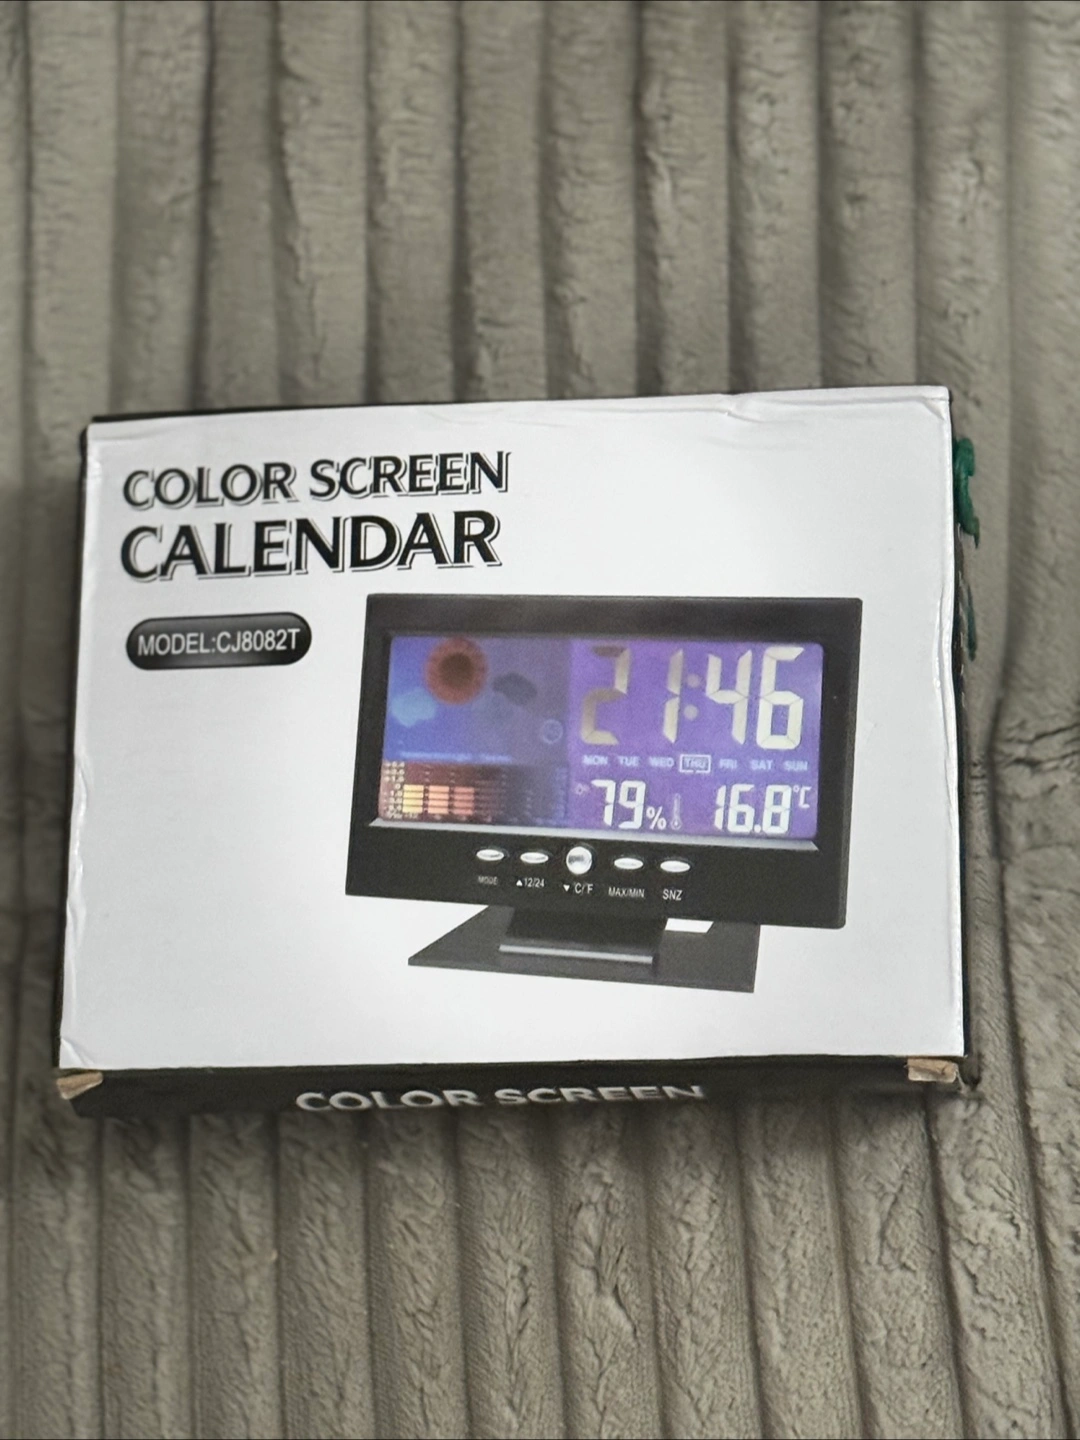 COLOR SCREEN
CALENDAR
MODEL:CJ8082T
21:46
MON TUE WED THU FRI SAT SUN
79% 16.8°C
MODE ▲12/24 ▼°C/°F MAX/MIN SNZ
COLOR SCREEN